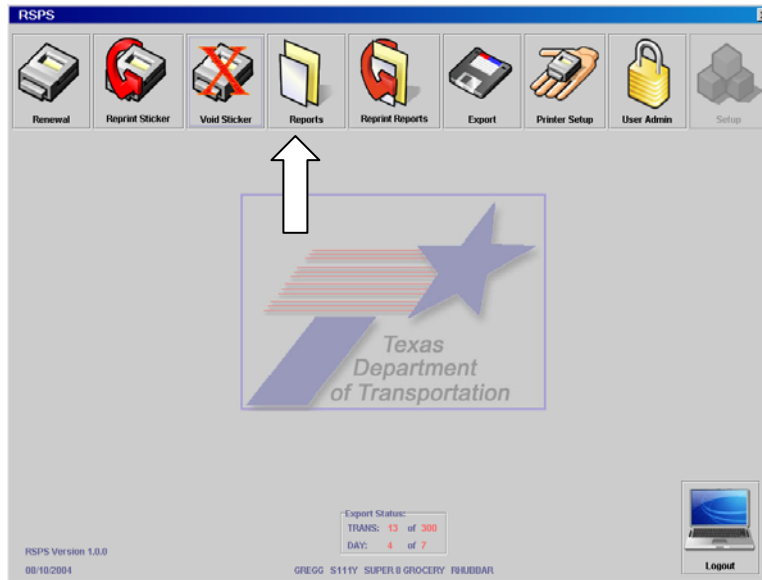 RSPS
Renewal
Reprint Sticker
Void Sticker
Reports
Reprint Reports
Export
Printer Setup
User Admin
Setup
Texas
Department
of Transportation
Export Status:
TRANS: 13 of 300
DAY: 4 of 7
RSPS Version 1.0.0
08/10/2004
GREGG S111Y SUPER 8 GROCERY RHUBBAR
Logout